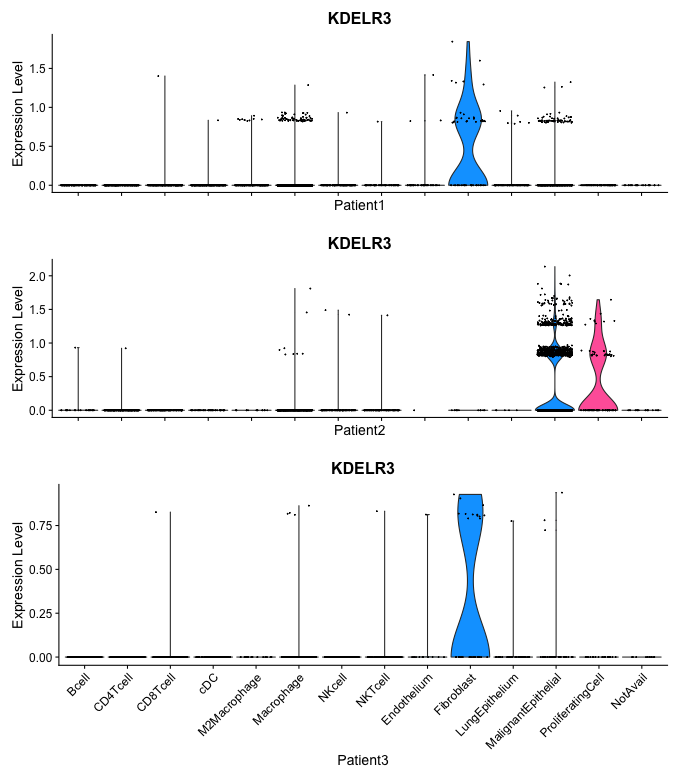 KDELR3
Expression Level
1.5
1.0
0.5
0.0
Patient1
KDELR3
Expression Level
2.0
1.5
1.0
0.5
0.0
Patient2
KDELR3
Expression Level
0.75
0.50
0.25
0.00
Bcell
CD4Tcell
CD8Tcell
cDC
M2Macrophage
Macrophage
NKcell
NKTcell
Endothelium
Fibroblast
LungEpithelium
MalignantEpithelial
ProliferatingCell
NotAvail
Patient3